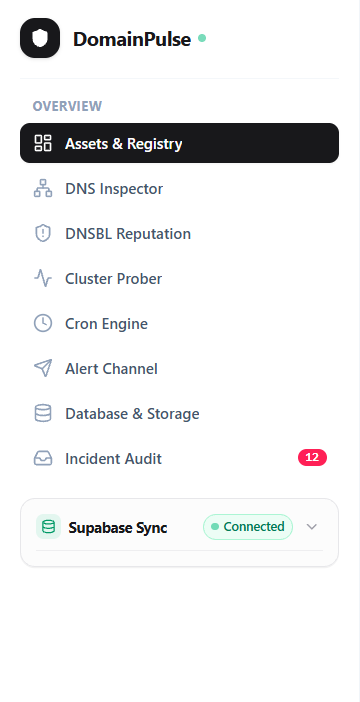 DomainPulse
OVERVIEW
Assets & Registry
DNS Inspector
DNSBL Reputation
Cluster Prober
Cron Engine
Alert Channel
Database & Storage
Incident Audit 12
Supabase Sync Connected